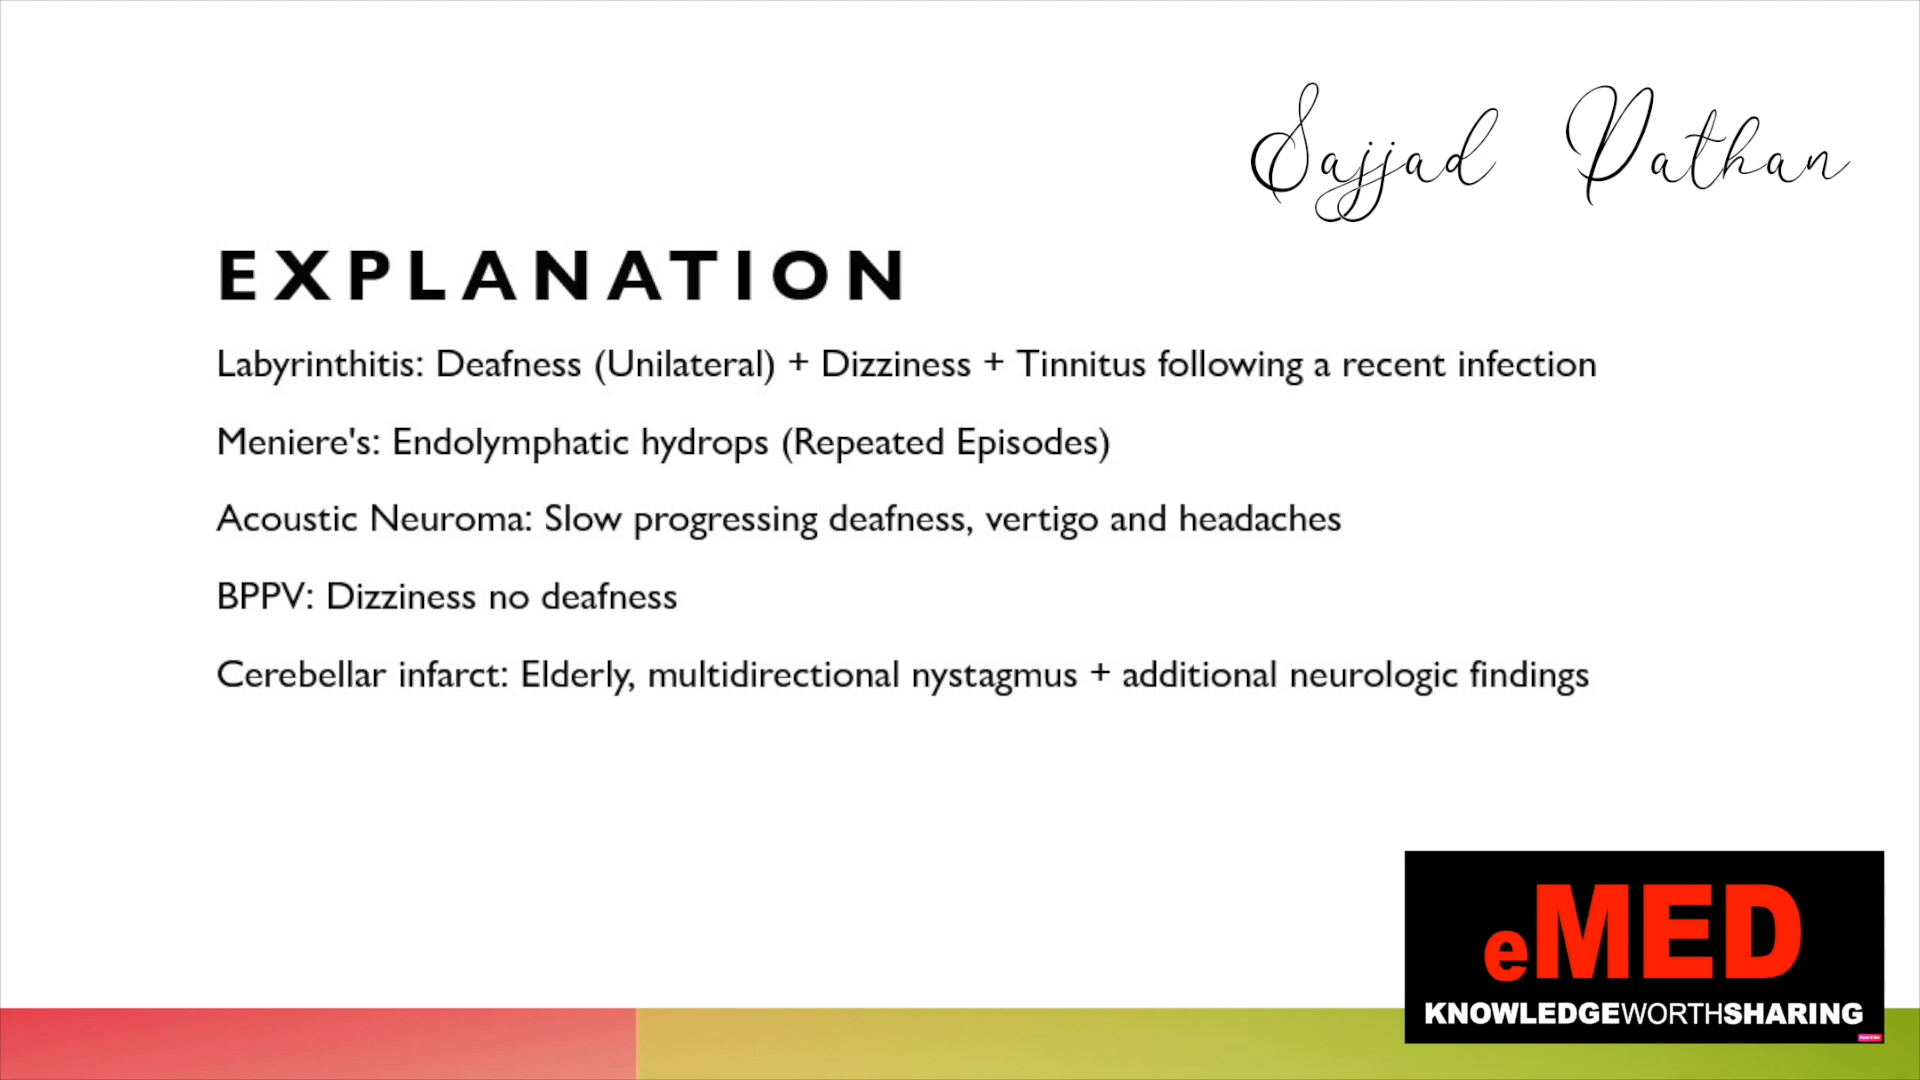 Sajjad Pathan
EXPLANATION
Labyrinthitis: Deafness (Unilateral) + Dizziness + Tinnitus following a recent infection
Meniere's: Endolymphatic hydrops (Repeated Episodes)
Acoustic Neuroma: Slow progressing deafness, vertigo and headaches
BPPV: Dizziness no deafness
Cerebellar infarct: Elderly, multidirectional nystagmus + additional neurologic findings
eMED
KNOWLEDGEWORTHSHARING